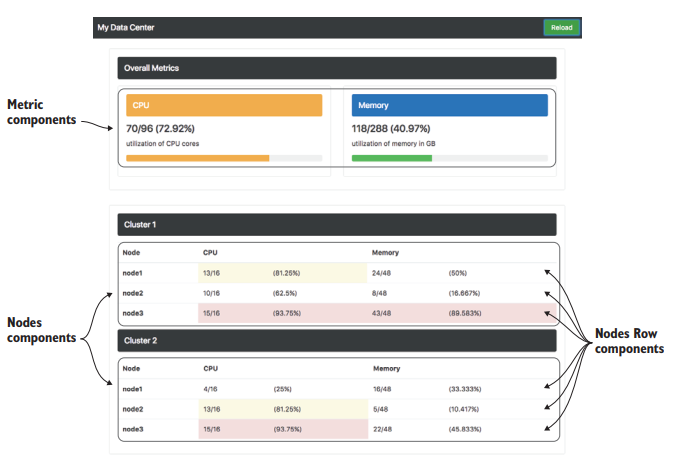 My Data Center Reload
Overall Metrics
Metric
components
CPU Memory
70/96 (72.92%) 118/288 (40.97%)
utilization of CPU cores utilization of memory in GB
Cluster 1
Node CPU Memory
node1 13/16 (81.25%) 24/48 (50%)
node2 10/16 (62.5%) 8/48 (16.667%)
node3 15/16 (93.75%) 43/48 (89.583%)
Nodes
components
Nodes Row
components
Cluster 2
Node CPU Memory
node1 4/16 (25%) 16/48 (33.333%)
node2 13/16 (81.25%) 5/48 (10.417%)
node3 15/16 (93.75%) 22/48 (45.833%)